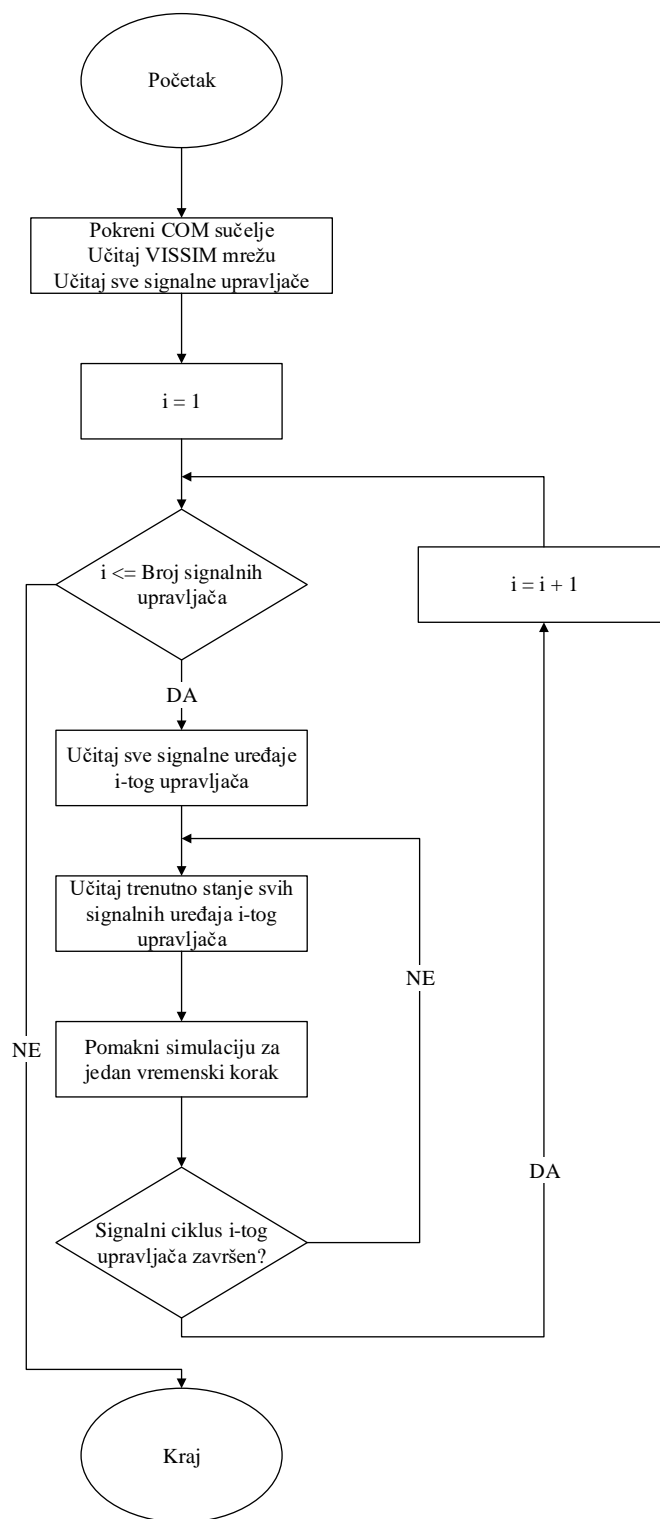 Početak
Pokreni COM sučelje
Učitaj VISSIM mrežu
Učitaj sve signalne upravljače
i = 1
i <= Broj signalnih
upravljača
i = i + 1
DA
Učitaj sve signalne uređaje
i-tog upravljača
Učitaj trenutno stanje svih
signalnih uređaja i-tog
upravljača
NE
Pomakni simulaciju za
jedan vremenski korak
NE
DA
Signalni ciklus i-tog
upravljača završen?
Kraj